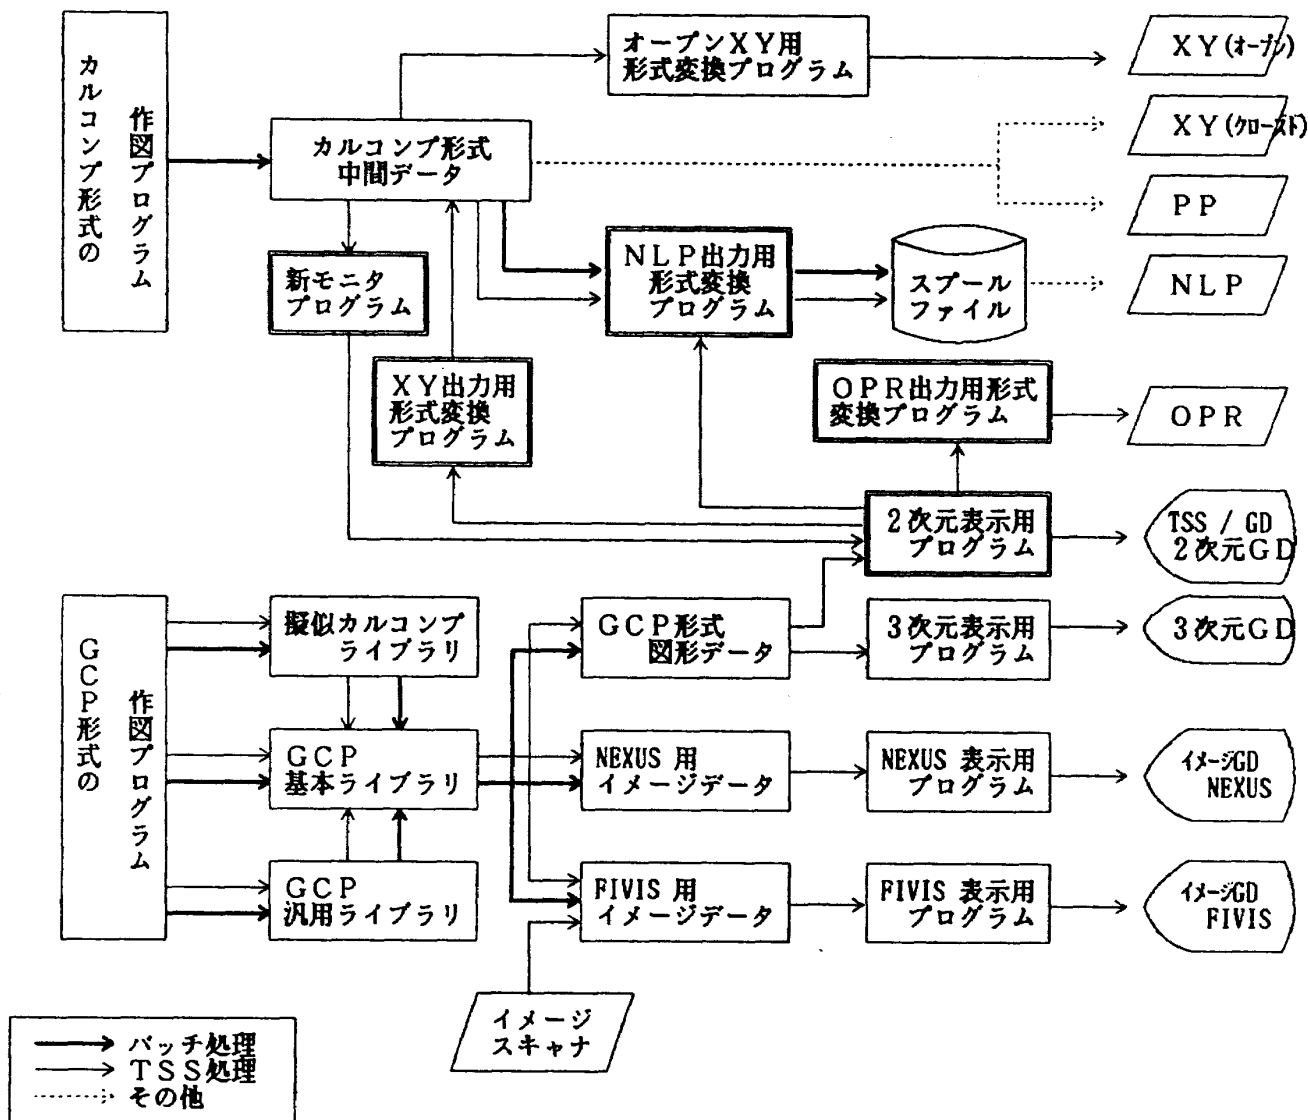 カルコンプ形式の
作図プログラム
カルコンプ形式
中間データ
オープンXY用
形式変換プログラム
XY(オープン)
XY(クローズド)
PP
新モニタ
プログラム
NLP出力用
形式変換
プログラム
スプール
ファイル
NLP
XY出力用
形式変換
プログラム
OPR出力用形式
変換プログラム
OPR
2次元表示用
プログラム
TSS / GD
2次元GD
GCP形式の
作図プログラム
擬似カルコンプ
ライブラリ
GCP形式
図形データ
3次元表示用
プログラム
3次元GD
GCP
基本ライブラリ
NEXUS 用
イメージデータ
NEXUS 表示用
プログラム
イメージGD
NEXUS
GCP
汎用ライブラリ
FIVIS 用
イメージデータ
FIVIS 表示用
プログラム
イメージGD
FIVIS
イメージ
スキャナ
バッチ処理
TSS処理
その他